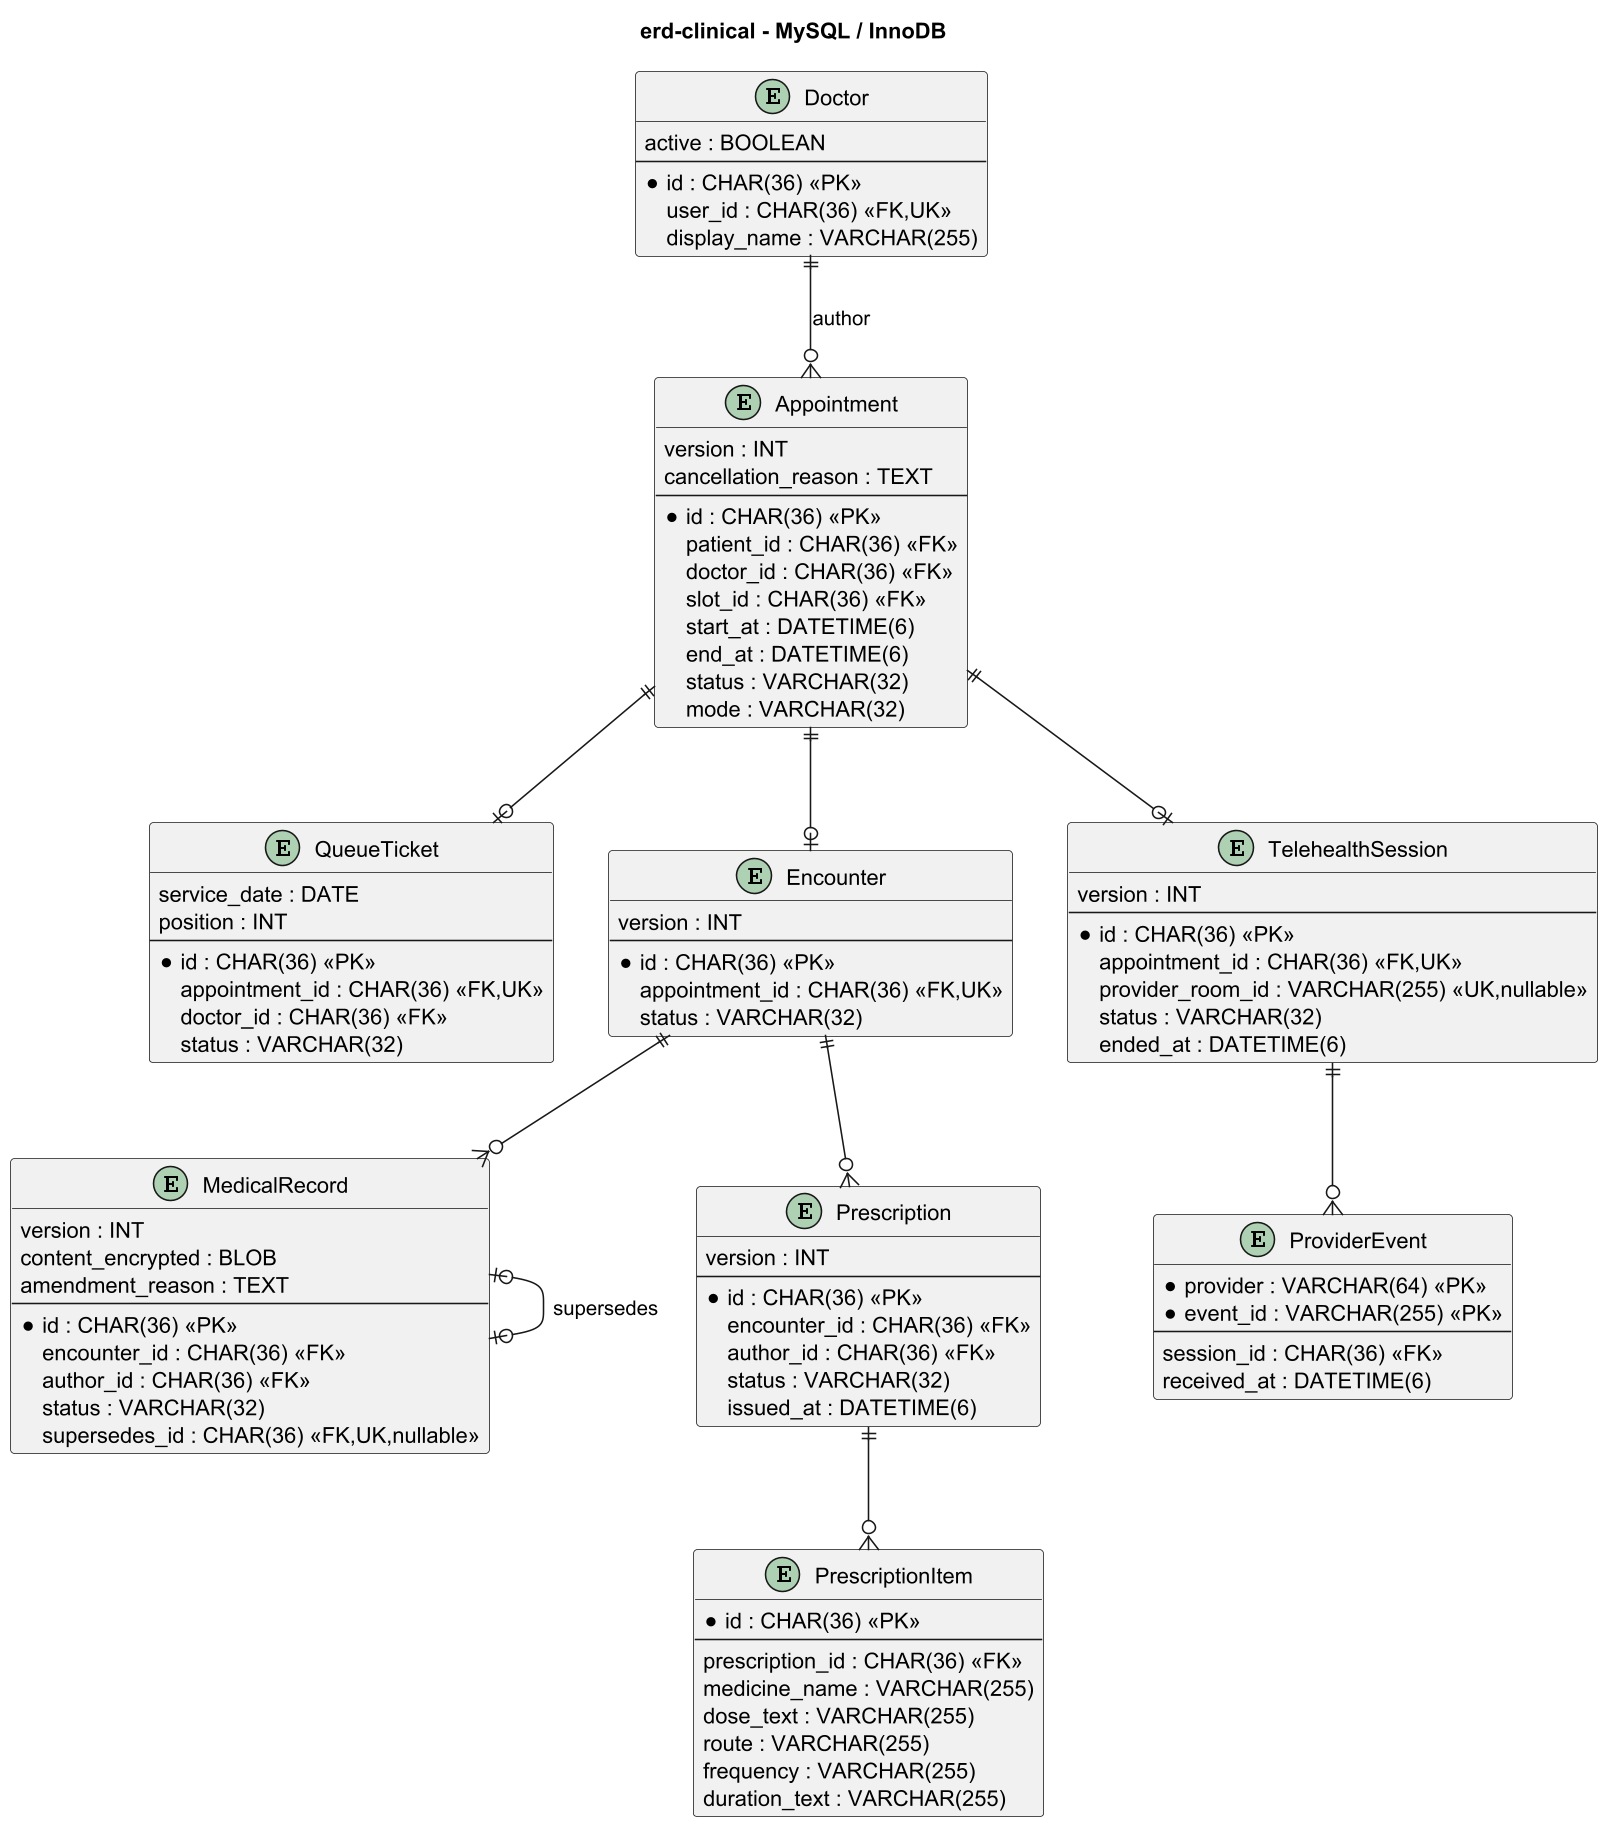 erd-clinical - MySQL / InnoDB
E Doctor
active : BOOLEAN
id : CHAR(36) «PK»
user_id : CHAR(36) «FK,UK»
display_name : VARCHAR(255)
author
E Appointment
version : INT
cancellation_reason : TEXT
id : CHAR(36) «PK»
patient_id : CHAR(36) «FK»
doctor_id : CHAR(36) «FK»
slot_id : CHAR(36) «FK»
start_at : DATETIME(6)
end_at : DATETIME(6)
status : VARCHAR(32)
mode : VARCHAR(32)
E QueueTicket
service_date : DATE
position : INT
id : CHAR(36) «PK»
appointment_id : CHAR(36) «FK,UK»
doctor_id : CHAR(36) «FK»
status : VARCHAR(32)
E Encounter
version : INT
id : CHAR(36) «PK»
appointment_id : CHAR(36) «FK,UK»
status : VARCHAR(32)
E TelehealthSession
version : INT
id : CHAR(36) «PK»
appointment_id : CHAR(36) «FK,UK»
provider_room_id : VARCHAR(255) «UK,nullable»
status : VARCHAR(32)
ended_at : DATETIME(6)
E MedicalRecord
version : INT
content_encrypted : BLOB
amendment_reason : TEXT
id : CHAR(36) «PK»
encounter_id : CHAR(36) «FK»
author_id : CHAR(36) «FK»
status : VARCHAR(32)
supersedes_id : CHAR(36) «FK,UK,nullable»
supersedes
E Prescription
version : INT
id : CHAR(36) «PK»
encounter_id : CHAR(36) «FK»
author_id : CHAR(36) «FK»
status : VARCHAR(32)
issued_at : DATETIME(6)
E ProviderEvent
provider : VARCHAR(64) «PK»
event_id : VARCHAR(255) «PK»
session_id : CHAR(36) «FK»
received_at : DATETIME(6)
E PrescriptionItem
id : CHAR(36) «PK»
prescription_id : CHAR(36) «FK»
medicine_name : VARCHAR(255)
dose_text : VARCHAR(255)
route : VARCHAR(255)
frequency : VARCHAR(255)
duration_text : VARCHAR(255)